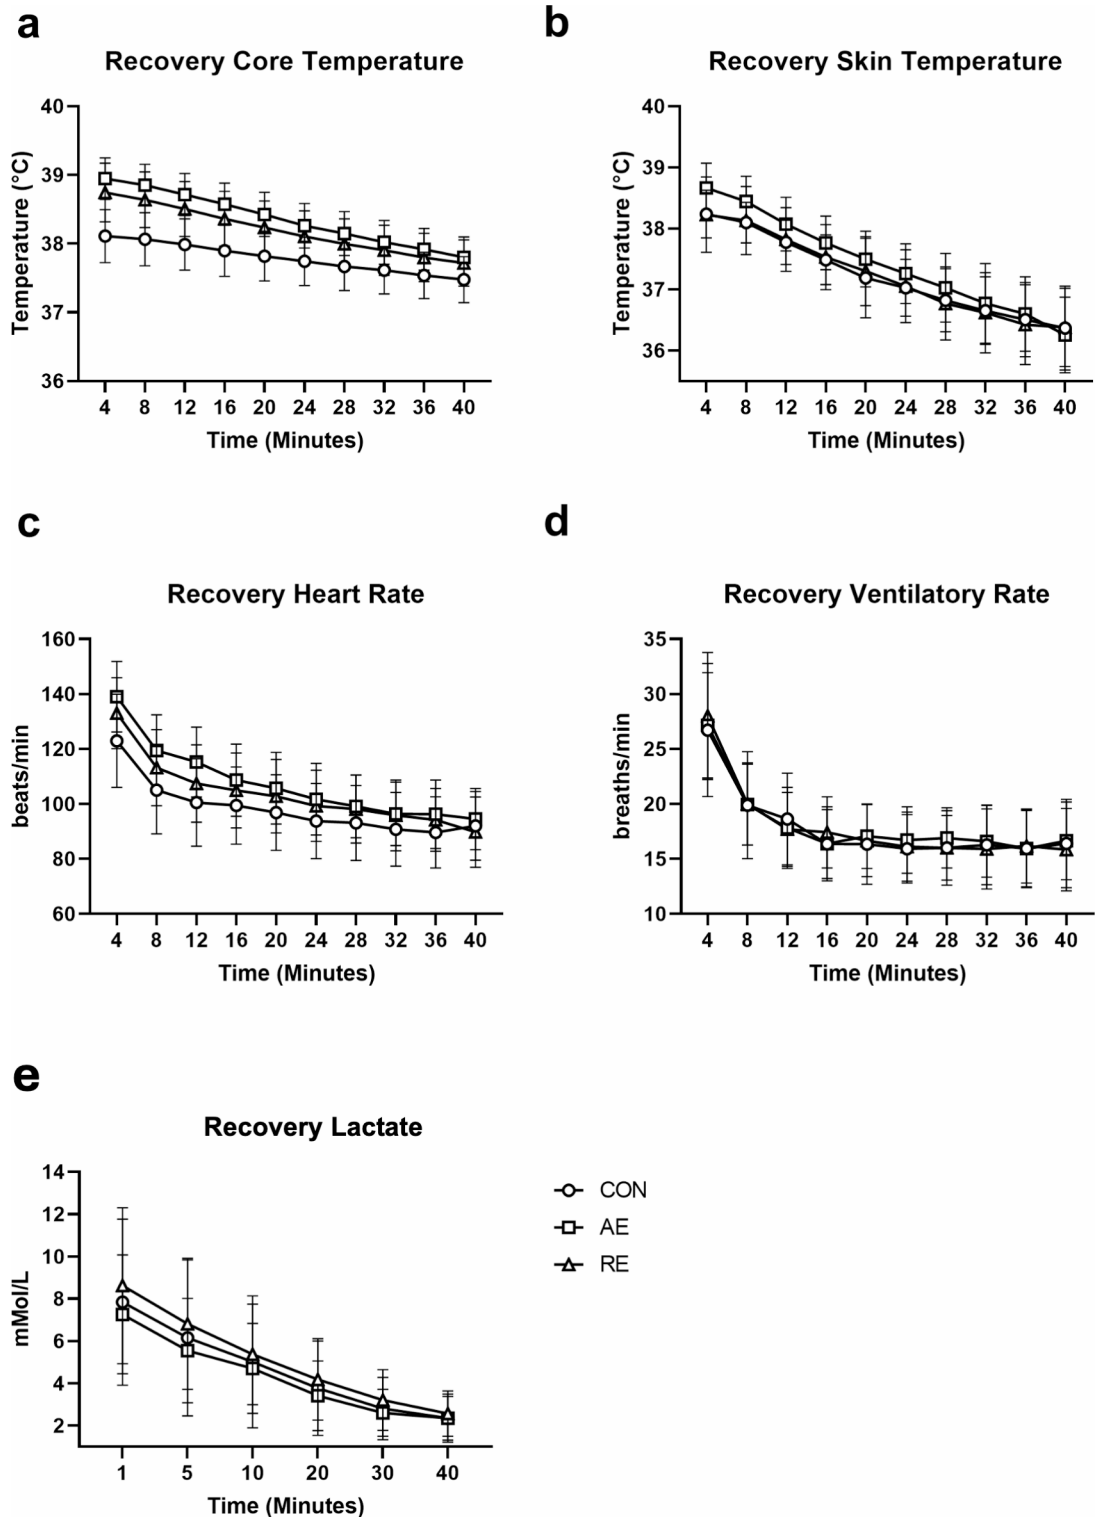 a
Recovery Core Temperature
40
39
38
37
36
Temperature (°C)
4 8 12 16 20 24 28 32 36 40
Time (Minutes)
b
Recovery Skin Temperature
40
39
38
37
36
Temperature (°C)
4 8 12 16 20 24 28 32 36 40
Time (Minutes)
c
Recovery Heart Rate
160
140
120
100
80
60
beats/min
4 8 12 16 20 24 28 32 36 40
Time (Minutes)
d
Recovery Ventilatory Rate
35
30
25
20
15
10
breaths/min
4 8 12 16 20 24 28 32 36 40
Time (Minutes)
e
Recovery Lactate
14
12
10
8
6
4
2
mMol/L
1 5 10 20 30 40
Time (Minutes)
CON
AE
RE